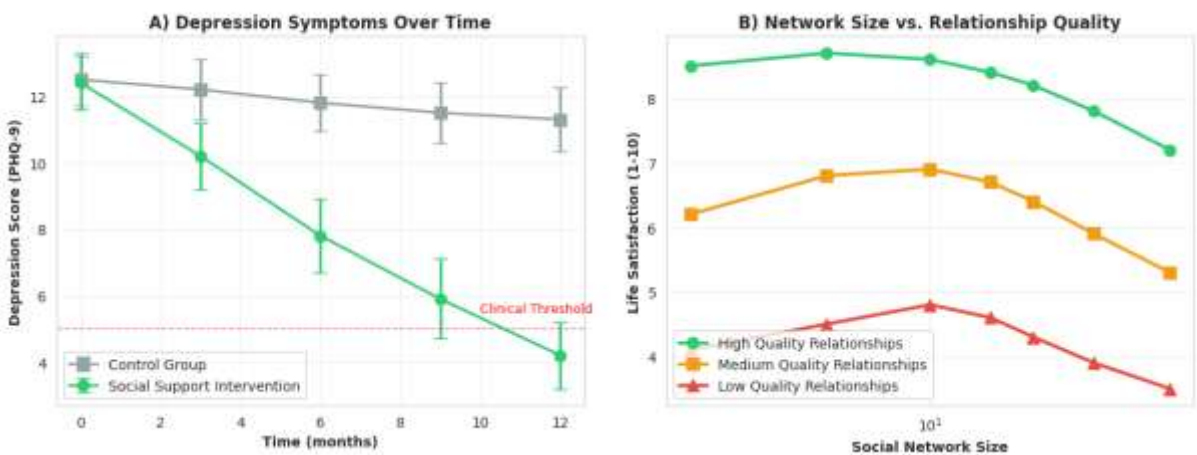 A) Depression Symptoms Over Time
Depression Score (PHQ-9)
12
10
8
6
4
Clinical Threshold
Control Group
Social Support Intervention
0 2 4 6 8 10 12
Time (months)
B) Network Size vs. Relationship Quality
Life Satisfaction (1-10)
8
7
6
5
4
High Quality Relationships
Medium Quality Relationships
Low Quality Relationships
10¹
Social Network Size